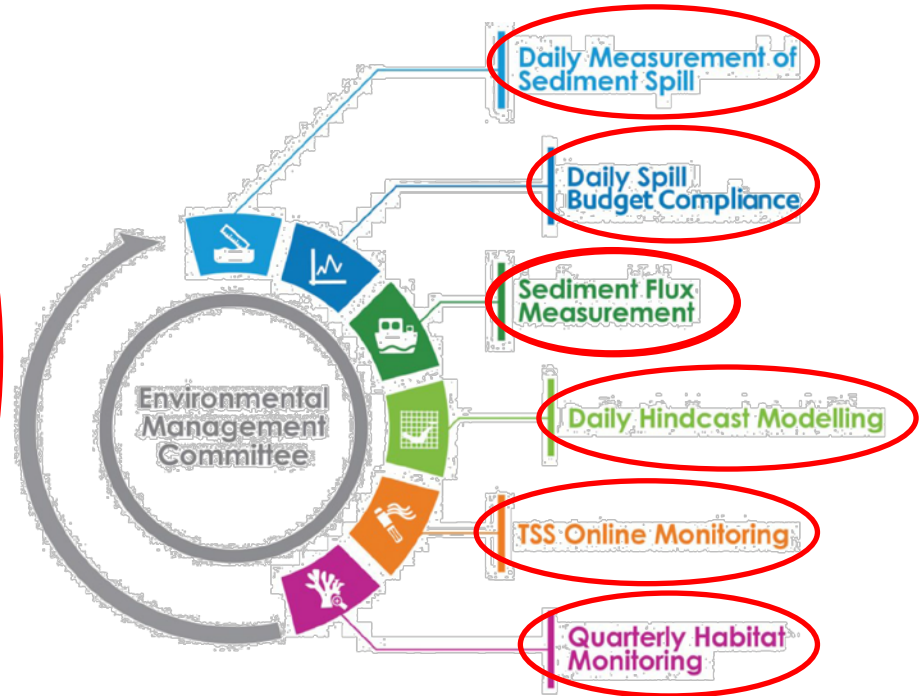 Daily Measurement of
Sediment Spill
Daily Spill
Budget Compliance
Sediment Flux
Measurement
Environmental
Management
Committee
Daily Hindcast Modelling
TSS Online Monitoring
Quarterly Habitat
Monitoring